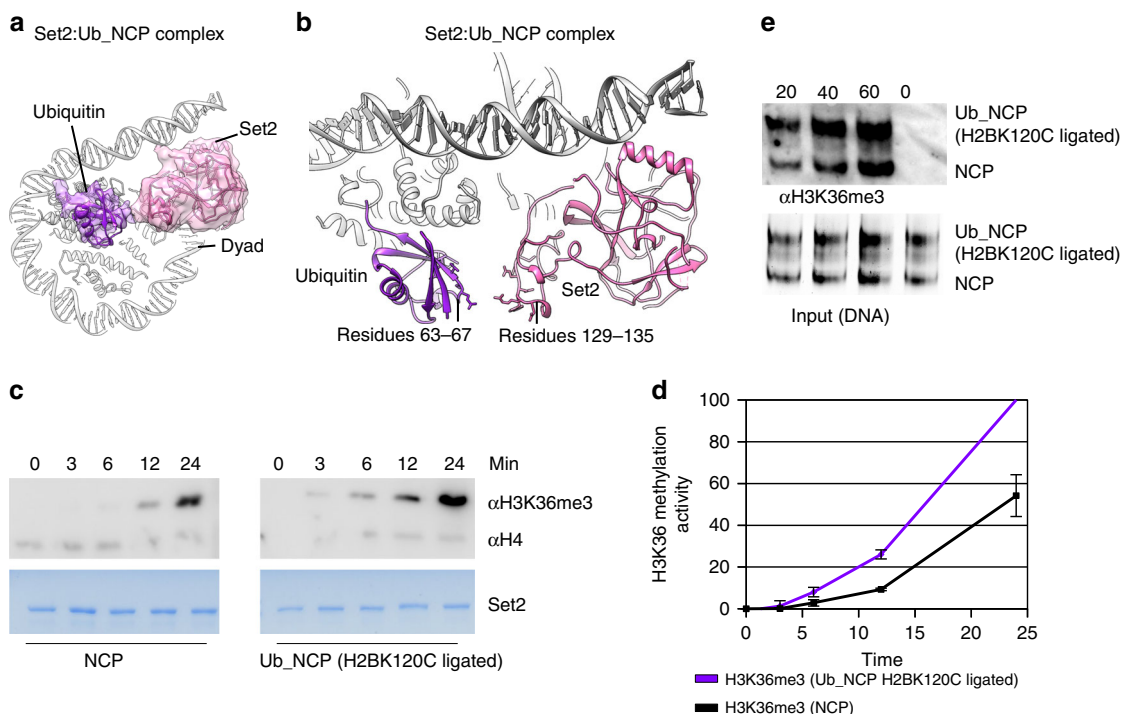 a
Set2:Ub_NCP complex
Ubiquitin
Set2
Dyad
b
Set2:Ub_NCP complex
Ubiquitin
Set2
Residues 63–67
Residues 129–135
e
20 40 60 0
Ub_NCP
(H2BK120C ligated)
NCP
αH3K36me3
Ub_NCP
(H2BK120C ligated)
NCP
Input (DNA)
c
0 3 6 12 24
0 3 6 12 24 Min
αH3K36me3
αH4
Set2
NCP
Ub_NCP (H2BK120C ligated)
d
H3K36 methylation
activity
100
80
60
40
20
0
0 5 10 15 20 25
Time
H3K36me3 (Ub_NCP H2BK120C ligated)
H3K36me3 (NCP)